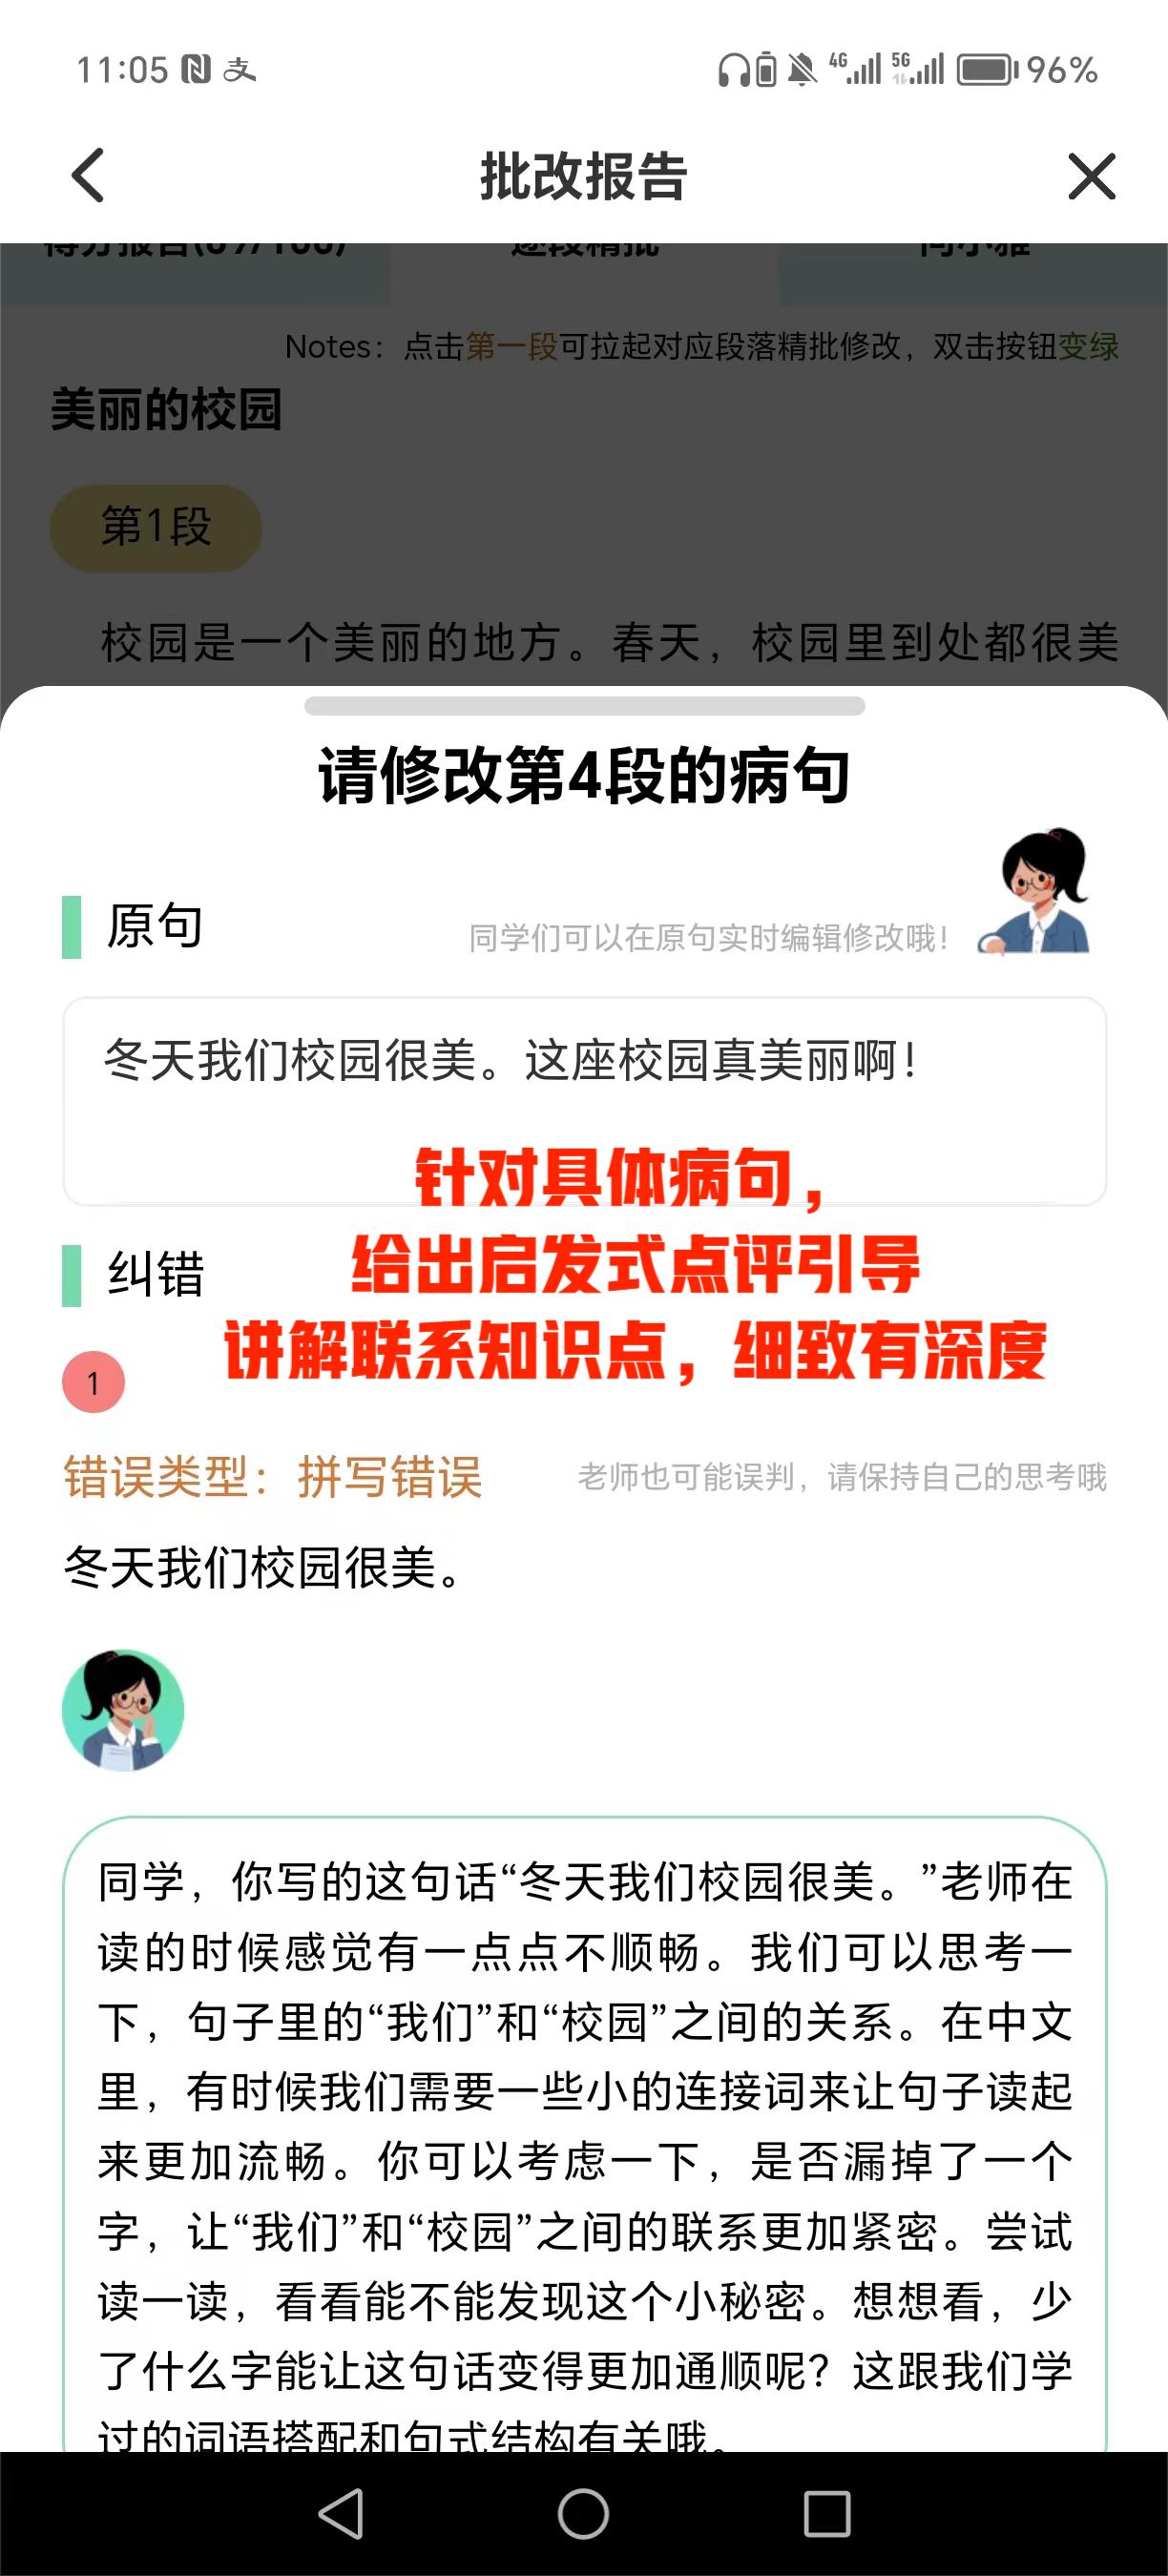 11:05
4G
5G
96%
批改报告
Notes：点击第一段可拉起对应段落精批修改，双击按钮变绿
美丽的校园
第1段
校园是一个美丽的地方。春天，校园里到处都很美
请修改第4段的病句
原句
同学们可以在原句实时编辑修改哦！
冬天我们校园很美。这座校园真美丽啊！
针对具体病句，
给出启发式点评引导
纠错
讲解联系知识点，细致有深度
1
错误类型：拼写错误
老师也可能误判，请保持自己的思考哦
冬天我们校园很美。
同学，你写的这句话“冬天我们校园很美。”老师在
读的时候感觉有一点点不顺畅。我们可以思考一
下，句子里的“我们”和“校园”之间的关系。在中文
里，有时候我们需要一些小的连接词来让句子读起
来更加流畅。你可以考虑一下，是否漏掉了一个
字，让“我们”和“校园”之间的联系更加紧密。尝试
读一读，看看能不能发现这个小秘密。想想看，少
了什么字能让这句话变得更加通顺呢？这跟我们学
过的词语搭配和句式结构有关哦。